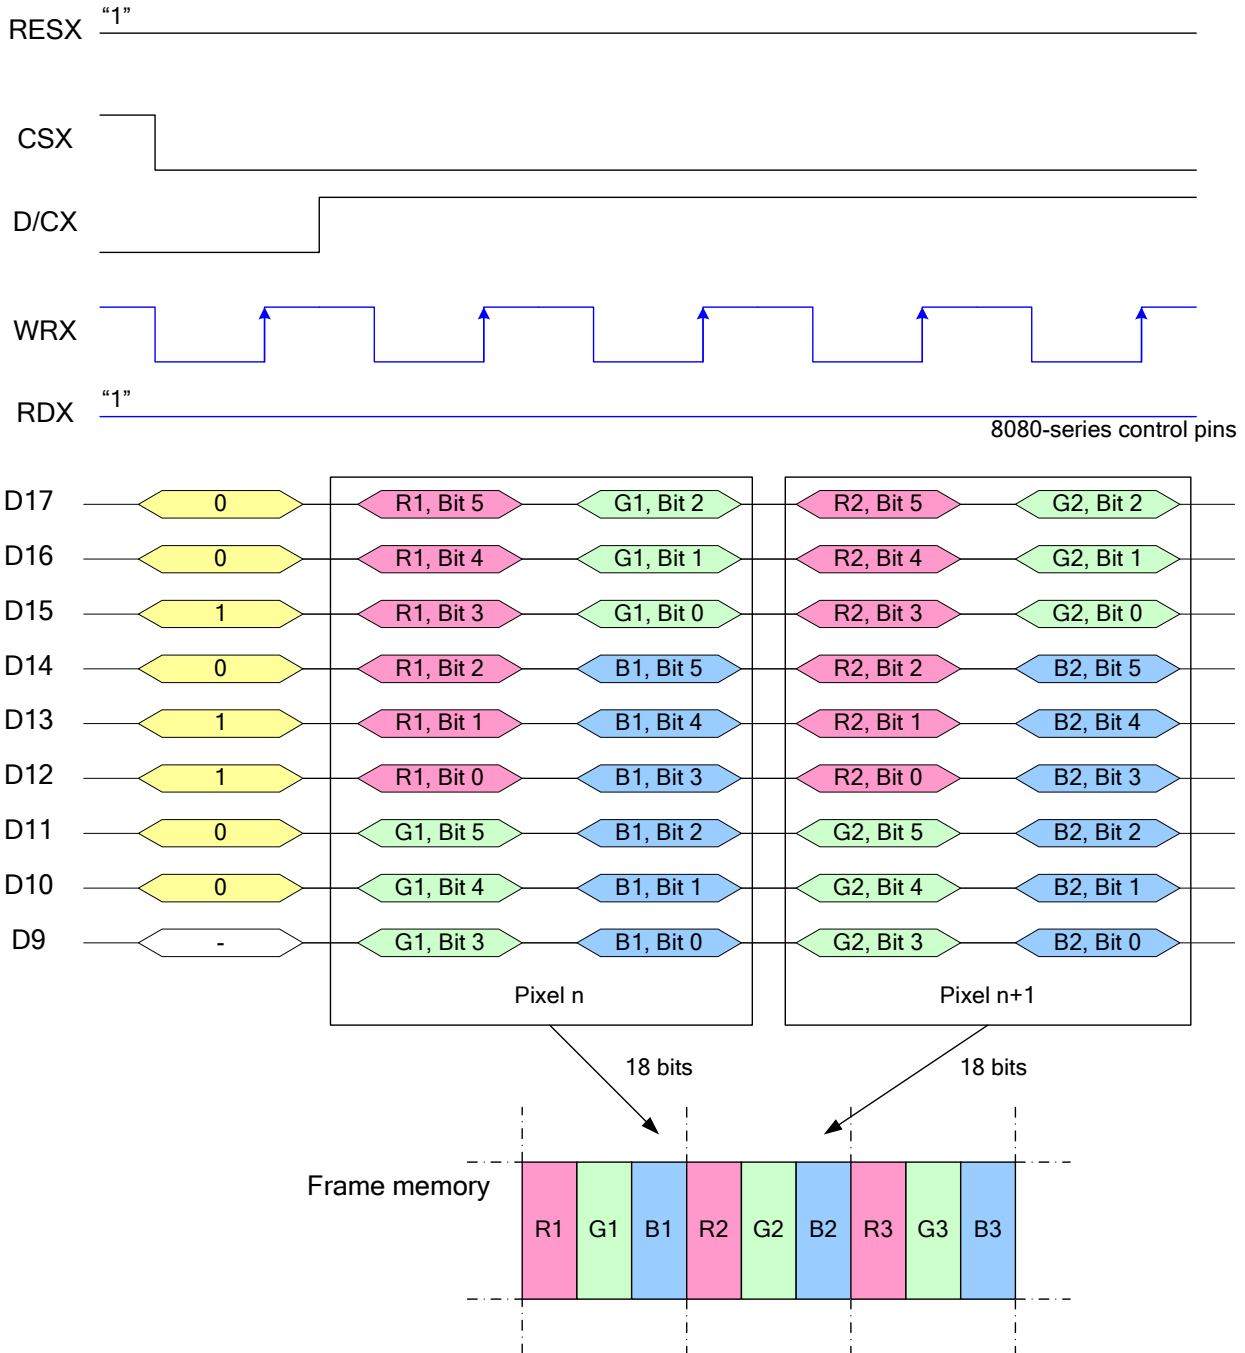 RESX “1”
CSX
D/CX
WRX
RDX “1”
8080-series control pins
D17 0 R1, Bit 5 G1, Bit 2 R2, Bit 5 G2, Bit 2
D16 0 R1, Bit 4 G1, Bit 1 R2, Bit 4 G2, Bit 1
D15 1 R1, Bit 3 G1, Bit 0 R2, Bit 3 G2, Bit 0
D14 0 R1, Bit 2 B1, Bit 5 R2, Bit 2 B2, Bit 5
D13 1 R1, Bit 1 B1, Bit 4 R2, Bit 1 B2, Bit 4
D12 1 R1, Bit 0 B1, Bit 3 R2, Bit 0 B2, Bit 3
D11 0 G1, Bit 5 B1, Bit 2 G2, Bit 5 B2, Bit 2
D10 0 G1, Bit 4 B1, Bit 1 G2, Bit 4 B2, Bit 1
D9 - G1, Bit 3 B1, Bit 0 G2, Bit 3 B2, Bit 0
Pixel n Pixel n+1
18 bits 18 bits
Frame memory
R1 G1 B1 R2 G2 B2 R3 G3 B3